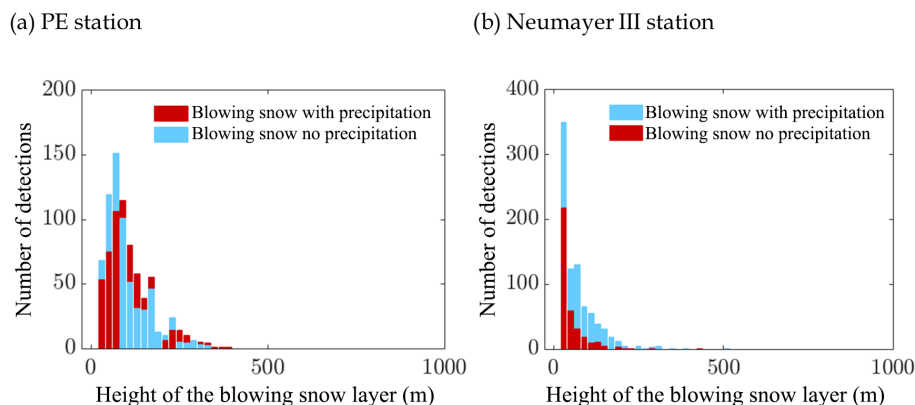 (a) PE station
(b) Neumayer III station
200
150
100
50
0
0
500
1000
Number of detections
Height of the blowing snow layer (m)
Blowing snow with precipitation
Blowing snow no precipitation
400
300
200
100
0
0
500
1000
Number of detections
Height of the blowing snow layer (m)
Blowing snow with precipitation
Blowing snow no precipitation